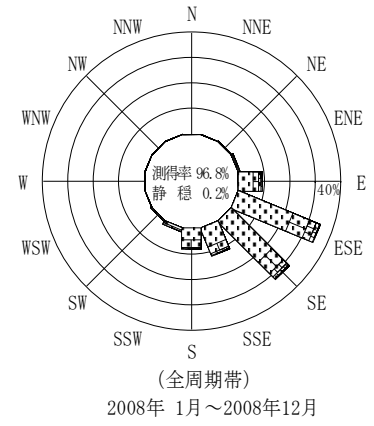 N
NNW NNE
NW NE
WNW ENE
測得率 96.8%
静 穏 0.2%
W E
40%
WSW ESE
SW SE
SSW SSE
S
(全周期帯)
2008年 1月～2008年12月